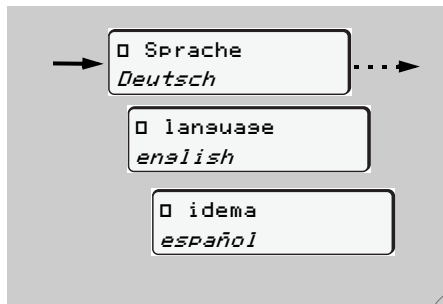 ▯ Sprache
Deutsch
▯ language
english
▯ idema
español